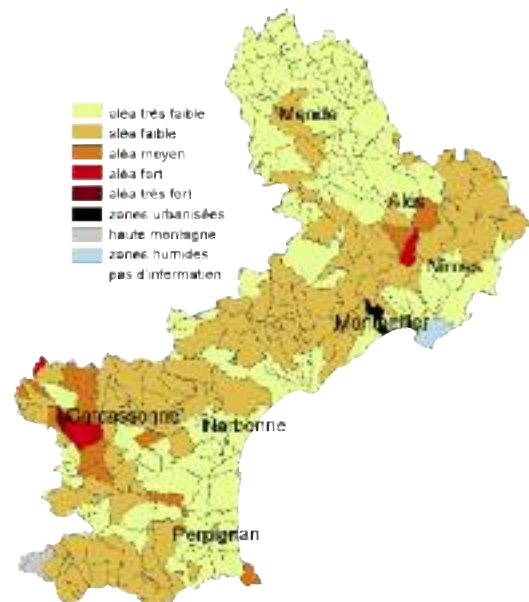 Mende
aléa très faible
aléa faible
aléa moyen
aléa fort
aléa très fort
zones urbanisées
haute montagne
zones humides
pas d'information
Alès
Nîmes
Montpellier
Carcassonne
Narbonne
Perpignan